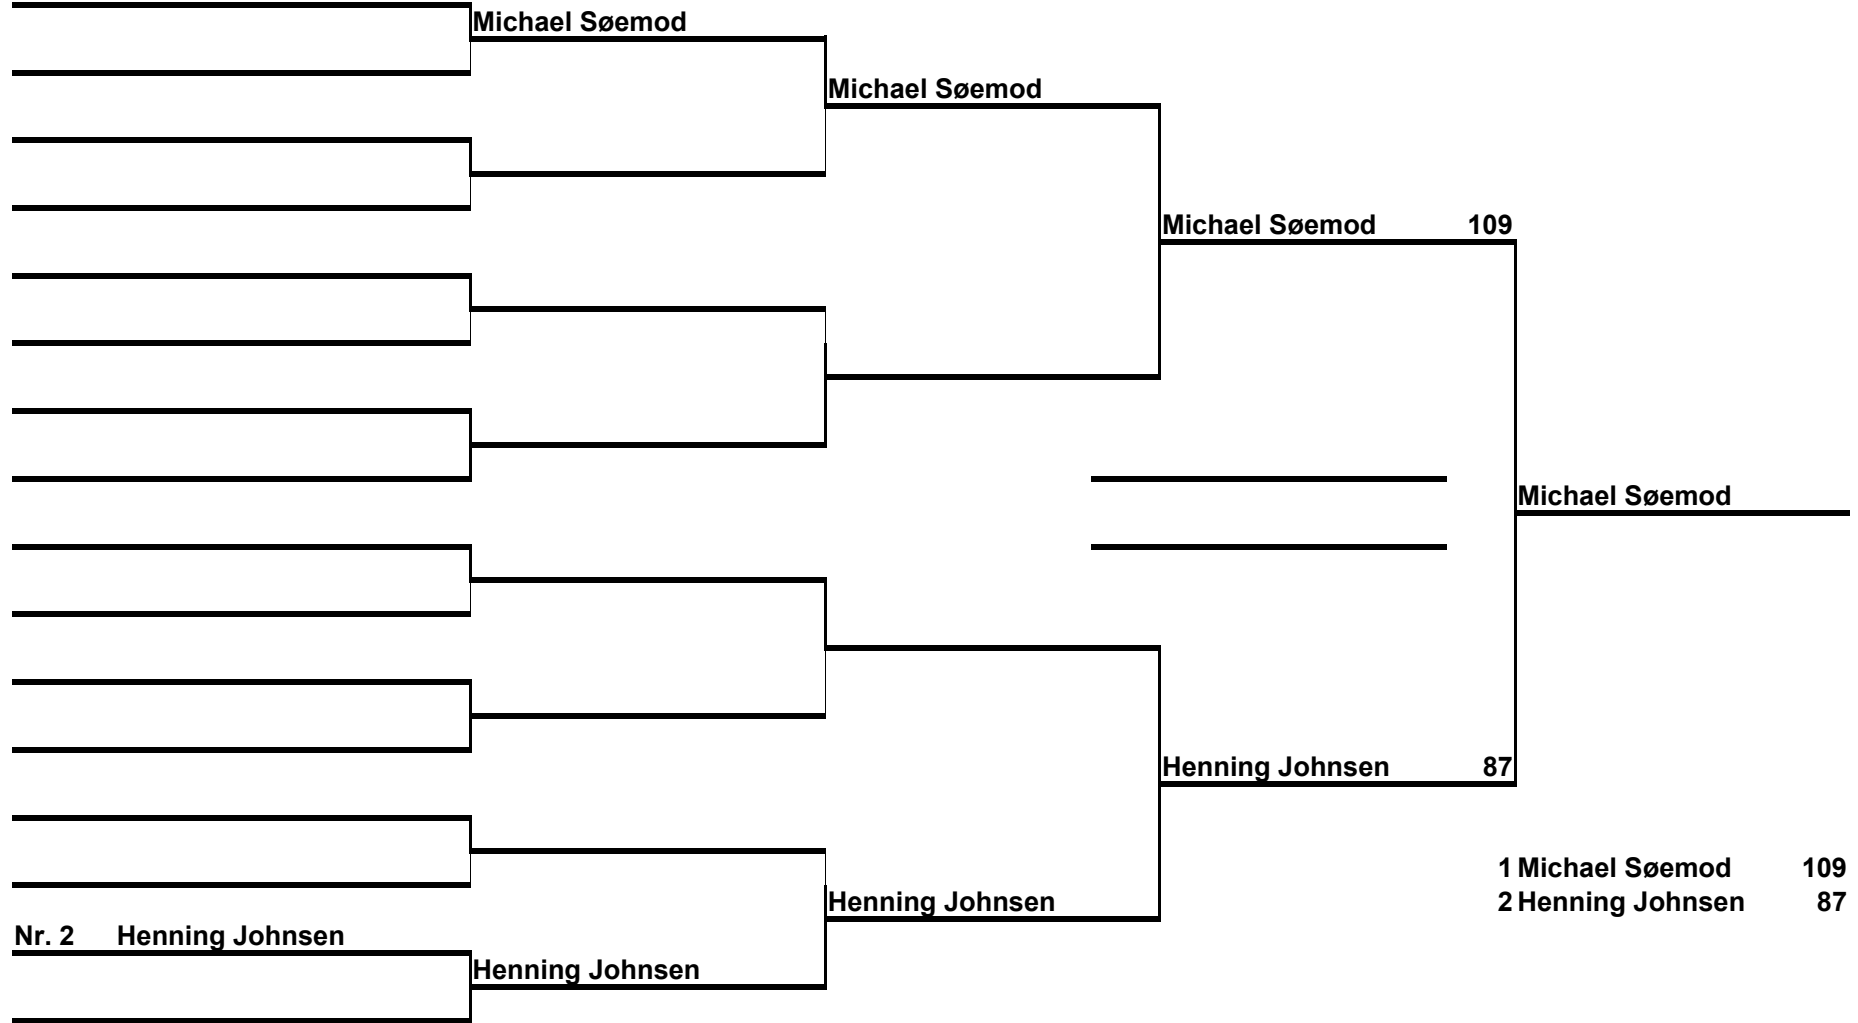 Michael Søemod
Michael Søemod
Michael Søemod 109
Michael Søemod
Henning Johnsen 87
1 Michael Søemod 109
2 Henning Johnsen 87
Henning Johnsen
Nr. 2 Henning Johnsen
Henning Johnsen